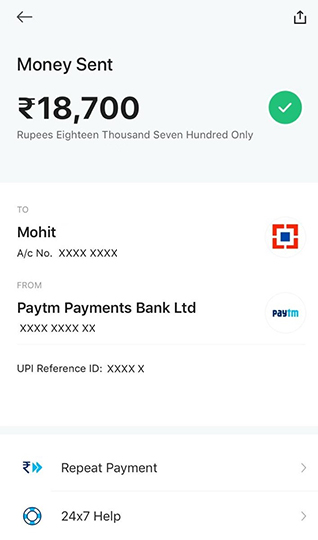 Money Sent
₹18,700
Rupees Eighteen Thousand Seven Hundred Only
TO
Mohit
A/c No. XXXX XXXX
FROM
Paytm Payments Bank Ltd
paytm
XXXX XXXX XX
UPI Reference ID: XXXX X
₹ Repeat Payment
24x7 Help